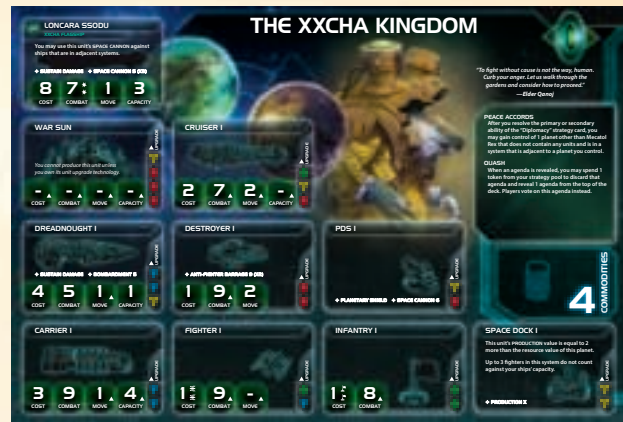 THE XXCHA KINGDOM
LONCARA SSODU
XXCHA FLAGSHIP
You may use this unit's SPACE CANNON against
ships that are in adjacent systems.
SUSTAIN DAMAGE SPACE CANNON 5 (X3)
8 7 1 3
COST COMBAT MOVE CAPACITY
"To fight without cause is not the way, human.
Curb your anger. Let us walk through the
gardens and consider how to proceed."
—Elder Qanoj
WAR SUN
You cannot produce this unit unless
you own its unit upgrade technology.
UPGRADE
- - - -
COST COMBAT MOVE CAPACITY
CRUISER I
UPGRADE
2 7 2 -
COST COMBAT MOVE CAPACITY
PEACE ACCORDS
After you resolve the primary or secondary
ability of the "Diplomacy" strategy card, you
may gain control of 1 planet other than Mecatol
Rex that does not contain any units and is in a
system that is adjacent to a planet you control.
QUASH
When an agenda is revealed, you may spend 1
token from your strategy pool to discard that
agenda and reveal 1 agenda from the top of the
deck. Players vote on this agenda instead.
DREADNOUGHT I
SUSTAIN DAMAGE BOMBARDMENT 5
UPGRADE
4 5 1 1
COST COMBAT MOVE CAPACITY
DESTROYER I
ANTI-FIGHTER BARRAGE 9 (X2)
UPGRADE
1 9 2
COST COMBAT MOVE
PDS I
UPGRADE
PLANETARY SHIELD SPACE CANNON 6
4
COMMODITIES
CARRIER I
UPGRADE
3 9 1 4
COST COMBAT MOVE CAPACITY
FIGHTER I
UPGRADE
1 9 -
COST COMBAT MOVE
INFANTRY I
UPGRADE
1 8
COST COMBAT
SPACE DOCK I
This unit's PRODUCTION value is equal to 2
more than the resource value of this planet.
Up to 3 fighters in this system do not count
against your ships' capacity.
UPGRADE
PRODUCTION X